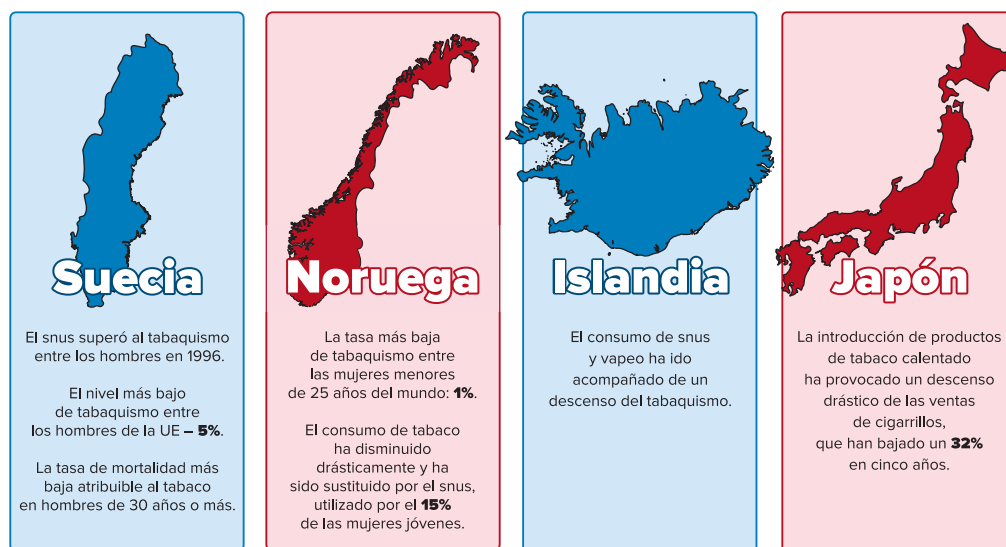 Suecia
El snus superó al tabaquismo
entre los hombres en 1996.
El nivel más bajo
de tabaquismo entre
los hombres de la UE – 5%.
La tasa de mortalidad más
baja atribuible al tabaco
en hombres de 30 años o más.
Noruega
La tasa más baja
de tabaquismo entre
las mujeres menores
de 25 años del mundo: 1%.
El consumo de tabaco
ha disminuido
drásticamente y ha
sido sustituido por el snus,
utilizado por el 15%
de las mujeres jóvenes.
Islandia
El consumo de snus
y vapeo ha ido
acompañado de un
descenso del tabaquismo.
Japón
La introducción de productos
de tabaco calentado
ha provocado un descenso
drástico de las ventas
de cigarrillos,
que han bajado un 32%
en cinco años.